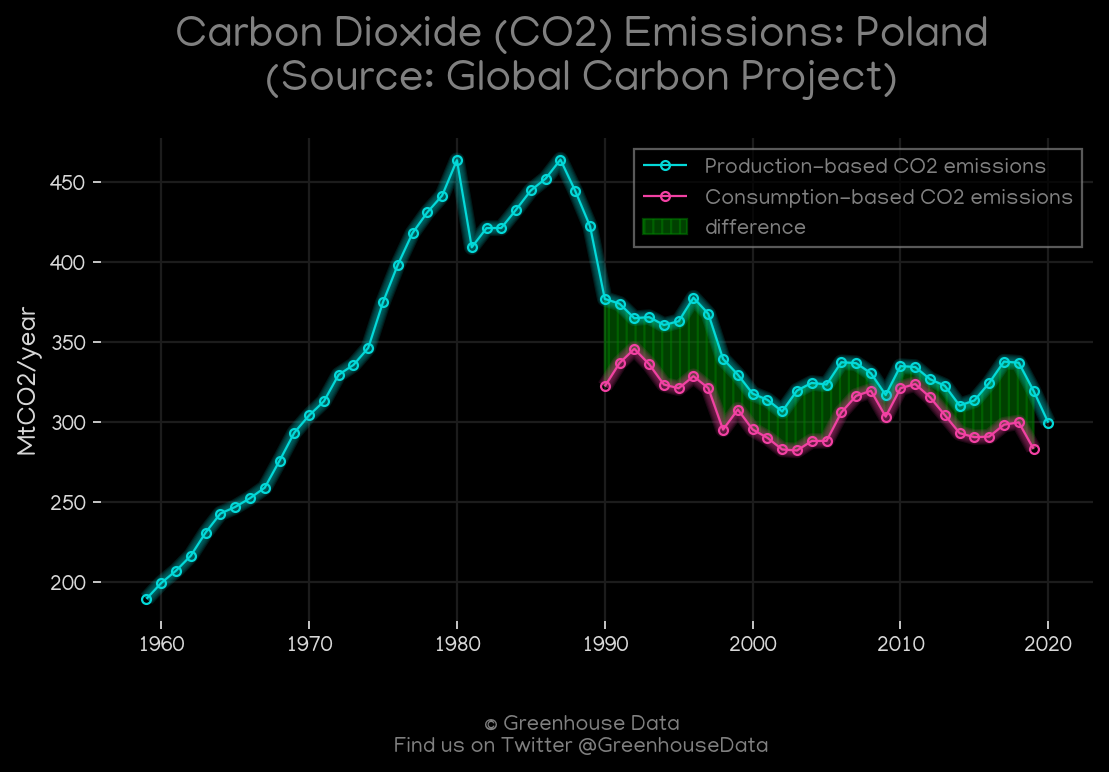 Carbon Dioxide (CO2) Emissions: Poland
(Source: Global Carbon Project)
Production-based CO2 emissions
Consumption-based CO2 emissions
difference
MtCO2/year
450
400
350
300
250
200
1960 1970 1980 1990 2000 2010 2020
© Greenhouse Data
Find us on Twitter @GreenhouseData